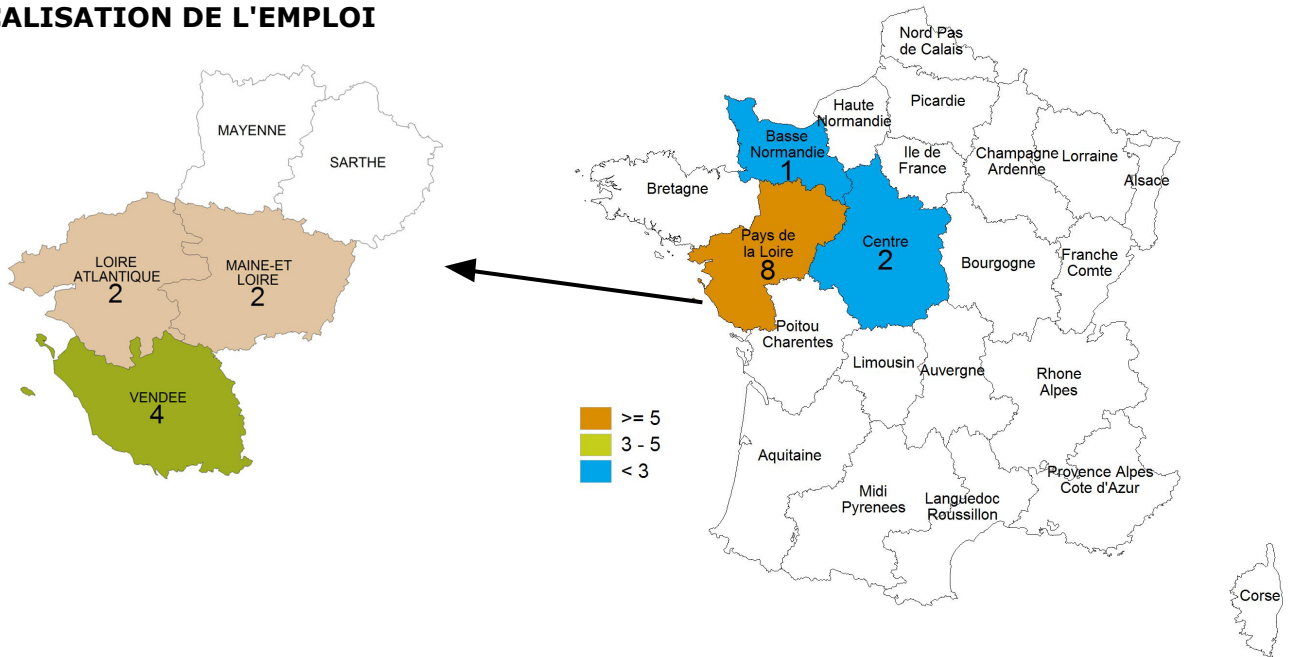 CALISATION DE L'EMPLOI
MAYENNE
SARTHE
LOIRE
ATLANTIQUE
2
MAINE-ET
LOIRE
2
VENDEE
4
Nord Pas
de Calais
Picardie
Haute
Normandie
Basse
Normandie
1
Ile de
France
Champagne
Ardenne
Lorraine
Alsace
Bretagne
Pays de
la Loire
8
Centre
2
Bourgogne
Franche
Comte
Poitou
Charentes
Limousin
Auvergne
Rhone
Alpes
>= 5
3 - 5
< 3
Aquitaine
Midi
Pyrenees
Languedoc
Roussillon
Provence Alpes
Cote d'Azur
Corse